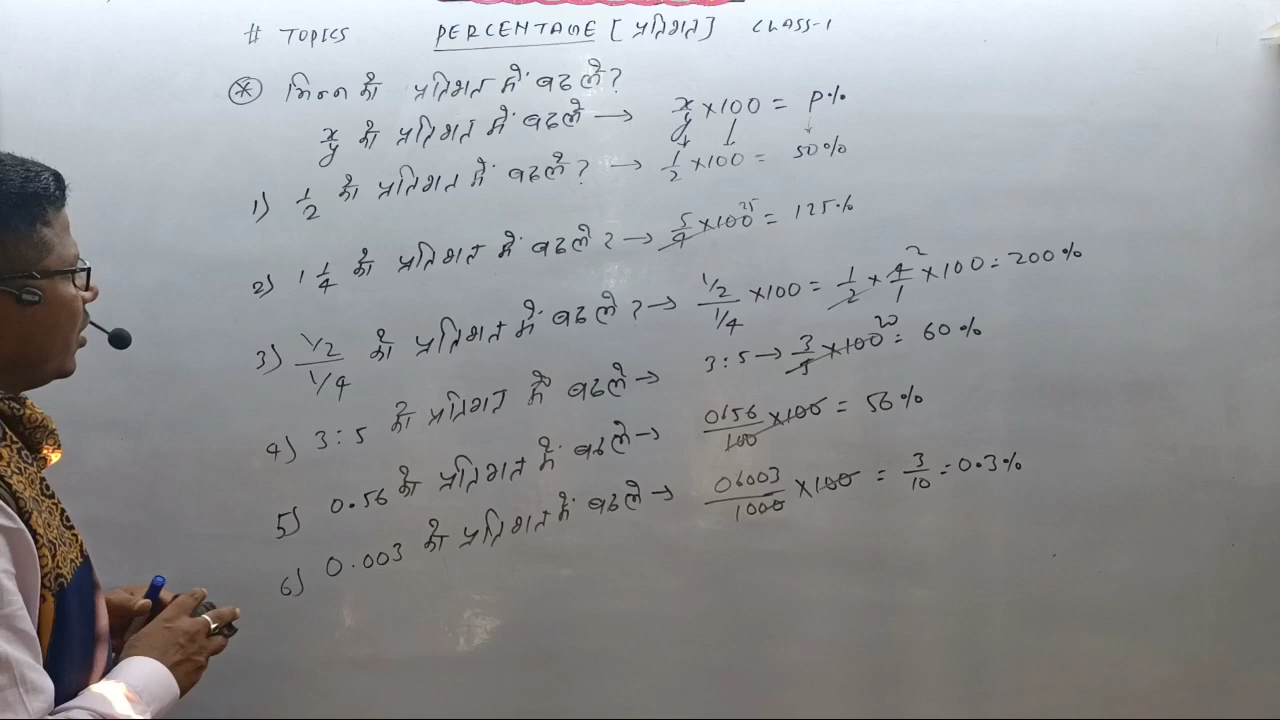 # TOPICS PERCENTAGE [प्रतिशत] CLASS-1
* भिन्न को प्रतिशत में बदले?
x/y को प्रतिशत में बदले → x/y × 100 = P%
1) 1/2 को प्रतिशत में बदले? → 1/2 × 100 = 50%
2) 1 1/4 को प्रतिशत में बदले? → 5/4 × 100 25 = 125%
3) 1/2 / 1/4 को प्रतिशत में बदले? → 1/2 / 1/4 × 100 = 1/2 × 4/1 2 × 100 = 200%
4) 3:5 को प्रतिशत में बदले → 3:5 → 3/5 × 100 20 = 60%
5) 0.56 को प्रतिशत में बदले → 0.56/100 × 100 = 56%
6) 0.003 को प्रतिशत में बदले → 0.003/1000 × 100 = 3/10 = 0.3%